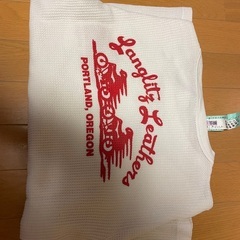 Langlitz Leathers
PORTLAND, OREGON